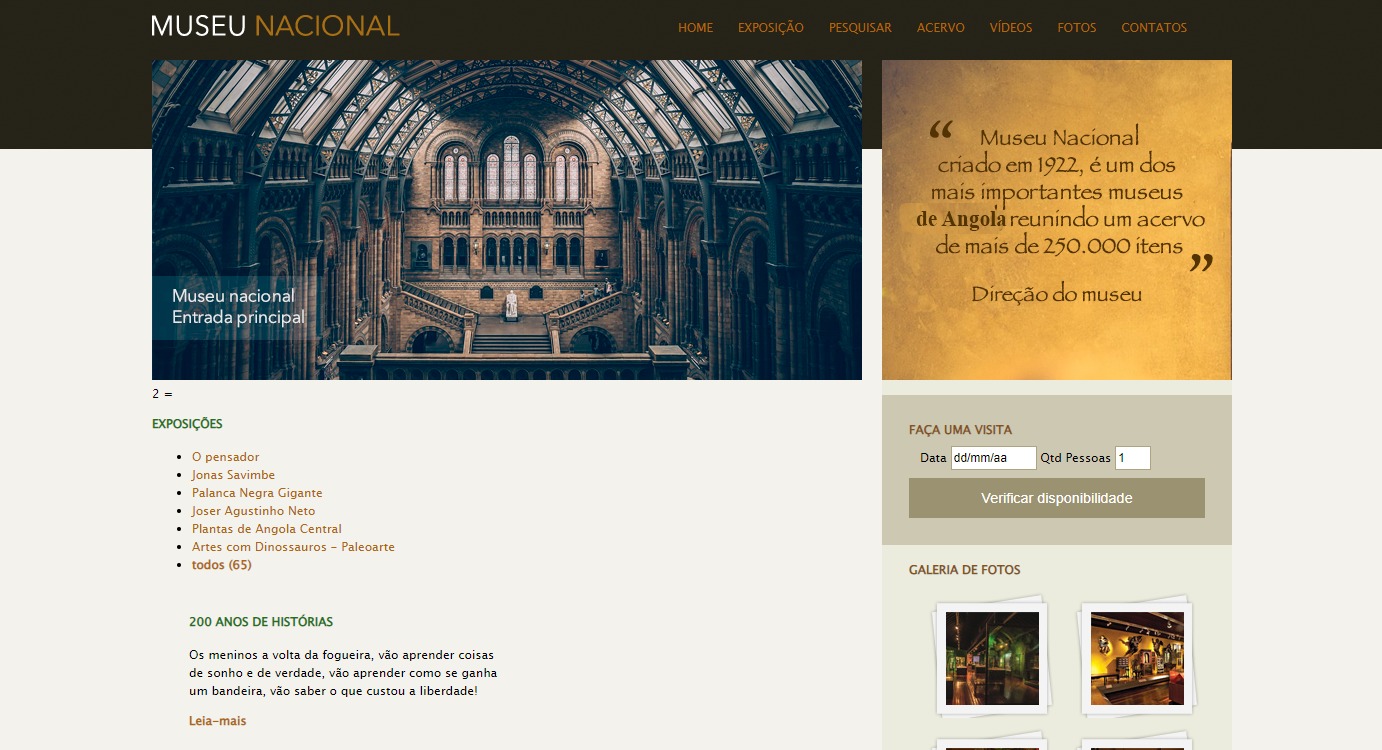 MUSEU NACIONAL
HOME EXPOSIÇÃO PESQUISAR ACERVO VÍDEOS FOTOS CONTATOS
Museu nacional
Entrada principal
“ Museu Nacional
criado em 1922, é um dos
mais importantes museus
de Angola reunindo um acervo
de mais de 250.000 itens ”
Direção do museu
2 =
EXPOSIÇÕES
O pensador
Jonas Savimbe
Palanca Negra Gigante
Joser Agustinho Neto
Plantas de Angola Central
Artes com Dinossauros – Paleoarte
todos (65)
200 ANOS DE HISTÓRIAS
Os meninos a volta da fogueira, vão aprender coisas
de sonho e de verdade, vão aprender como se ganha
um bandeira, vão saber o que custou a liberdade!
Leia-mais
FAÇA UMA VISITA
Data dd/mm/aa Qtd Pessoas 1
Verificar disponibilidade
GALERIA DE FOTOS